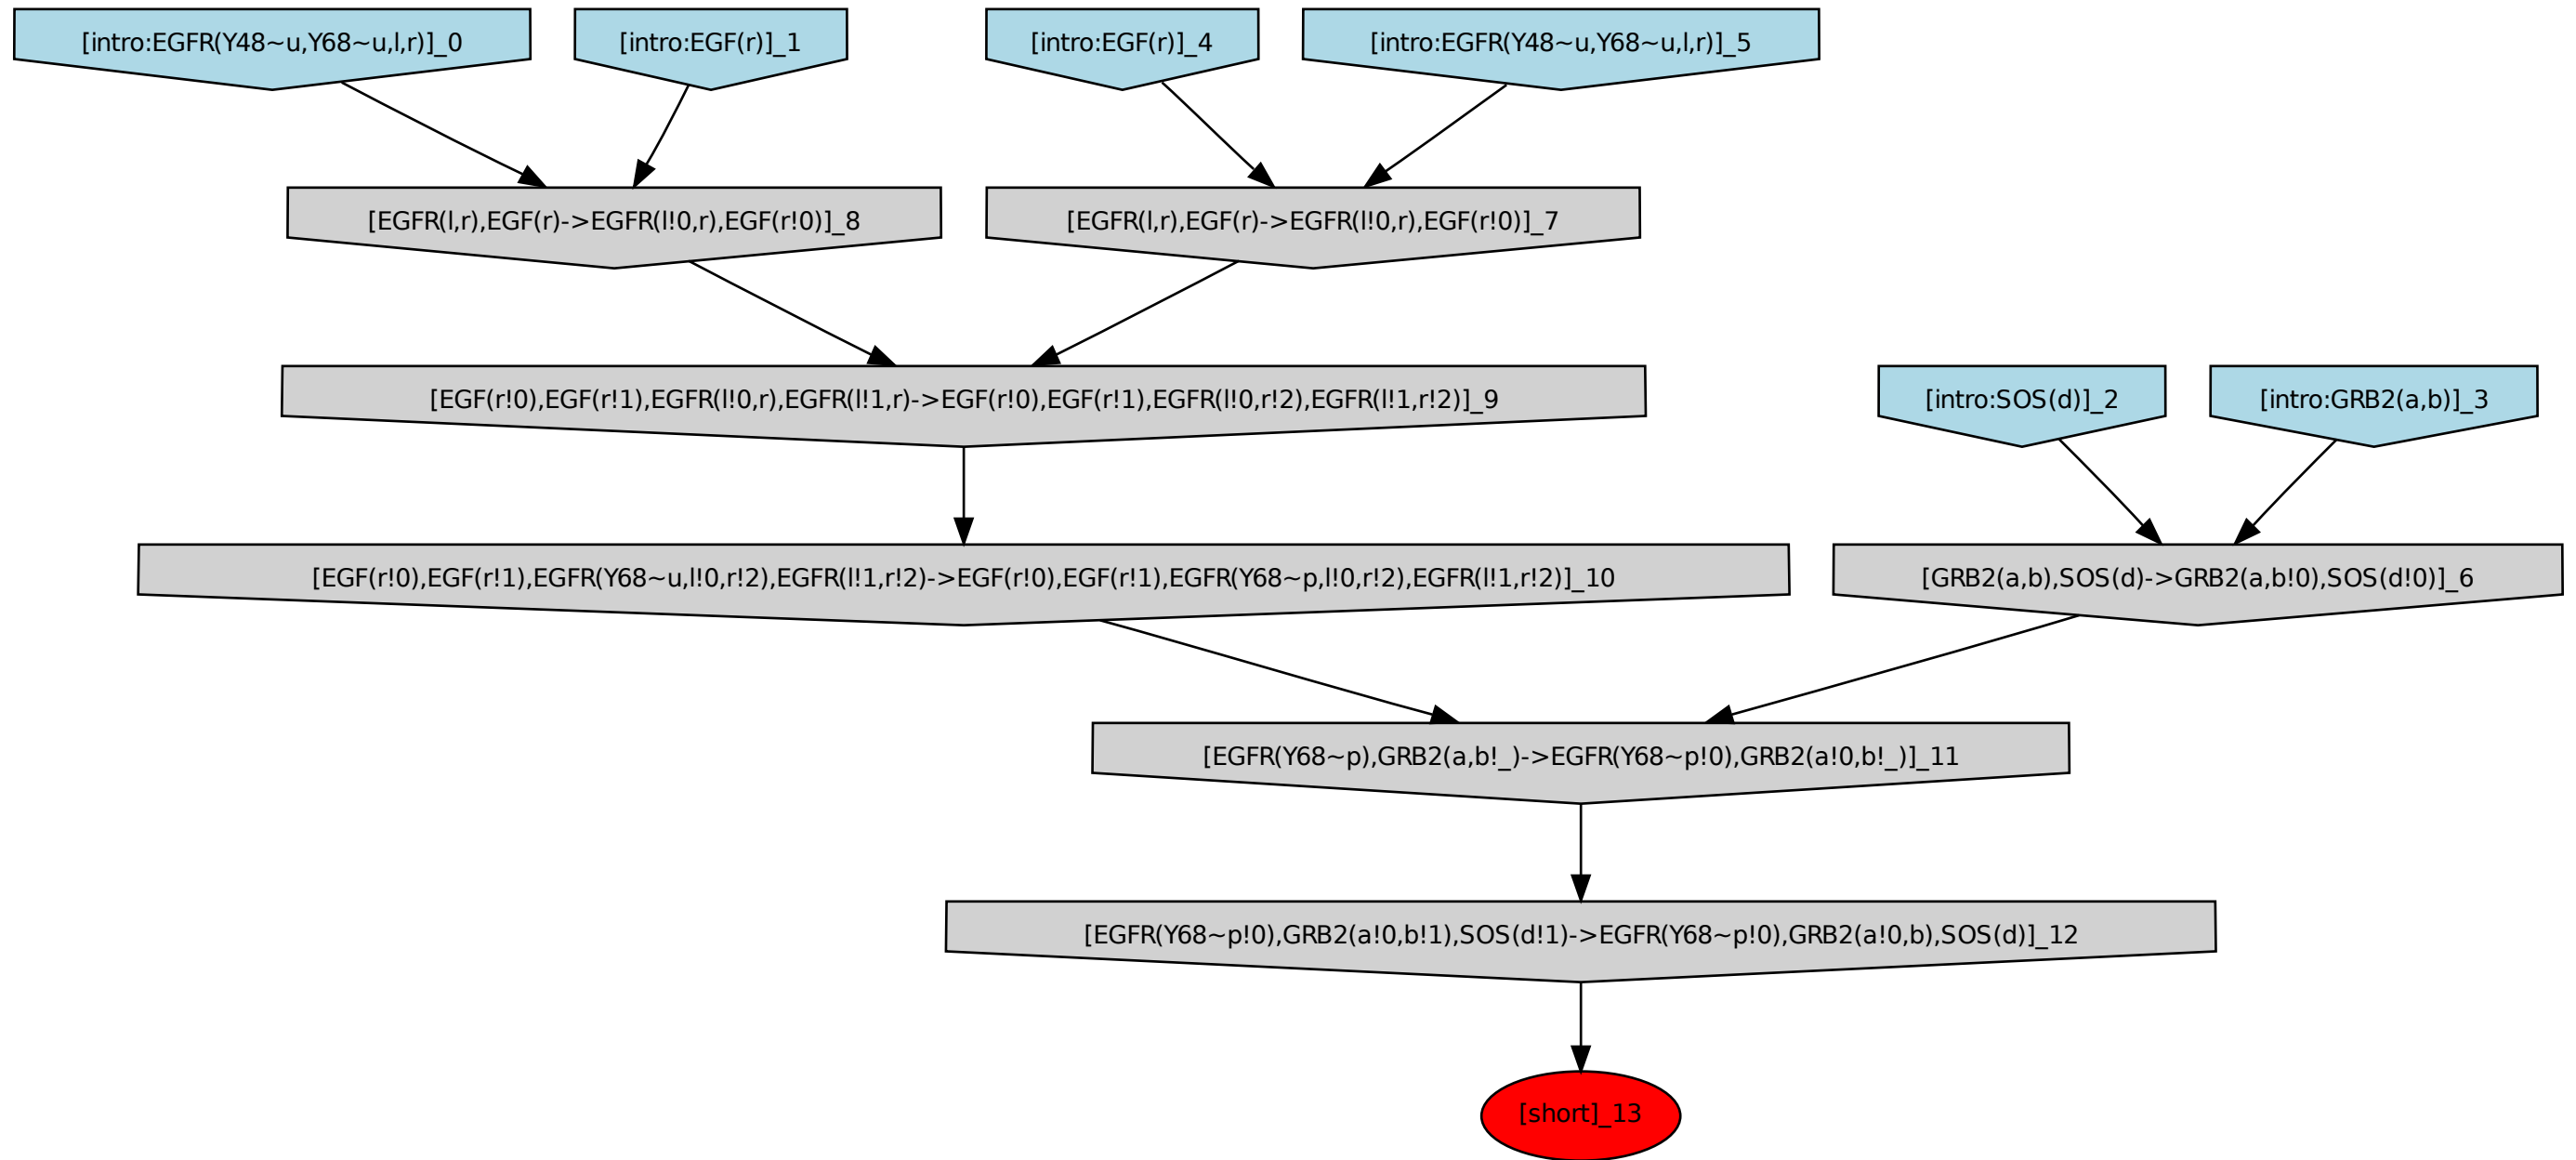 [intro:EGFR(Y48~u,Y68~u,l,r)]_0
[intro:EGF(r)]_1
[intro:EGF(r)]_4
[intro:EGFR(Y48~u,Y68~u,l,r)]_5
[EGFR(l,r),EGF(r)->EGFR(l!0,r),EGF(r!0)]_8
[EGFR(l,r),EGF(r)->EGFR(l!0,r),EGF(r!0)]_7
[EGF(r!0),EGF(r!1),EGFR(l!0,r),EGFR(l!1,r)->EGF(r!0),EGF(r!1),EGFR(l!0,r!2),EGFR(l!1,r!2)]_9
[intro:SOS(d)]_2
[intro:GRB2(a,b)]_3
[EGF(r!0),EGF(r!1),EGFR(Y68~u,l!0,r!2),EGFR(l!1,r!2)->EGF(r!0),EGF(r!1),EGFR(Y68~p,l!0,r!2),EGFR(l!1,r!2)]_10
[GRB2(a,b),SOS(d)->GRB2(a,b!0),SOS(d!0)]_6
[EGFR(Y68~p),GRB2(a,b!_)->EGFR(Y68~p!0),GRB2(a!0,b!_)]_11
[EGFR(Y68~p!0),GRB2(a!0,b!1),SOS(d!1)->EGFR(Y68~p!0),GRB2(a!0,b),SOS(d)]_12
[short]_13